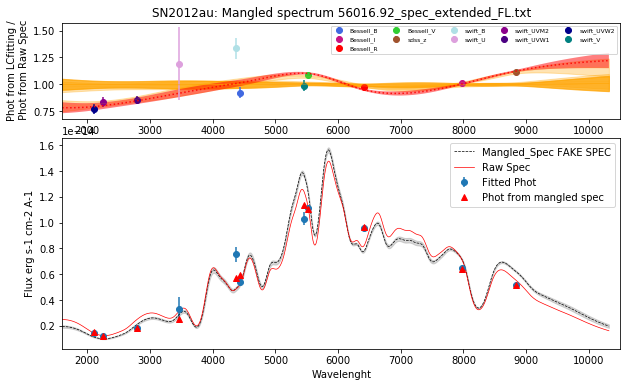 SN2012au: Mangled spectrum 56016.92_spec_extended_FL.txt
Phot from LCfitting /
Phot from Raw Spec
1.50
1.25
1.00
0.75
Bessell_B
Bessell_I
Bessell_R
Bessell_V
sdss_z
swift_B
swift_U
swift_UVM2
swift_UVW1
swift_UVW2
swift_V
2000 3000 4000 5000 6000 7000 8000 9000 10000
1e−14
Flux erg s-1 cm-2 A-1
1.6
1.4
1.2
1.0
0.8
0.6
0.4
0.2
Mangled_Spec FAKE SPEC
Raw Spec
Fitted Phot
Phot from mangled spec
2000 3000 4000 5000 6000 7000 8000 9000 10000
Wavelenght